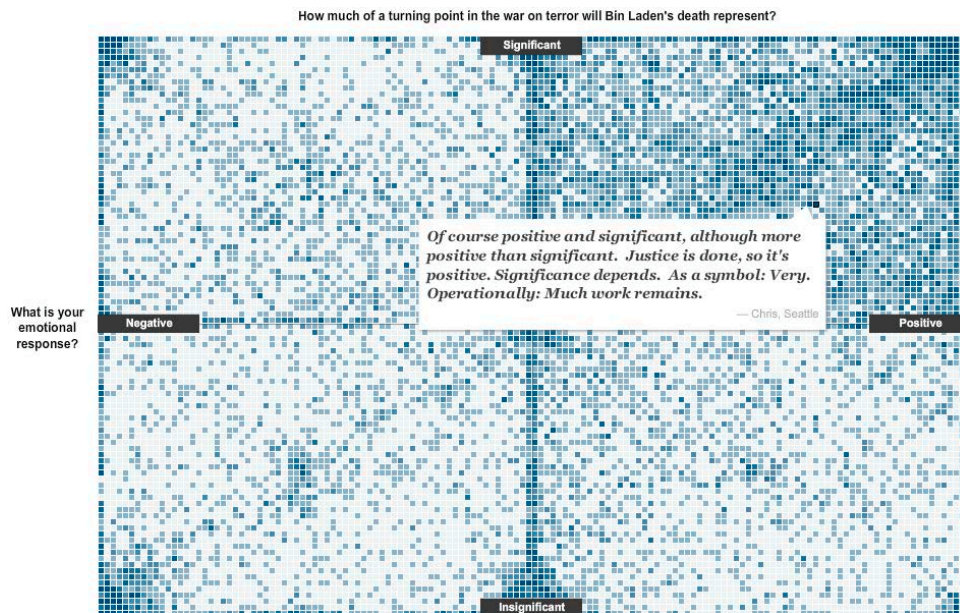 How much of a turning point in the war on terror will Bin Laden's death represent?
Significant
Of course positive and significant, although more
positive than significant.  Justice is done, so it's
positive. Significance depends.  As a symbol: Very.
Operationally: Much work remains.
— Chris, Seattle
What is your
emotional
response?
Negative
Positive
Insignificant